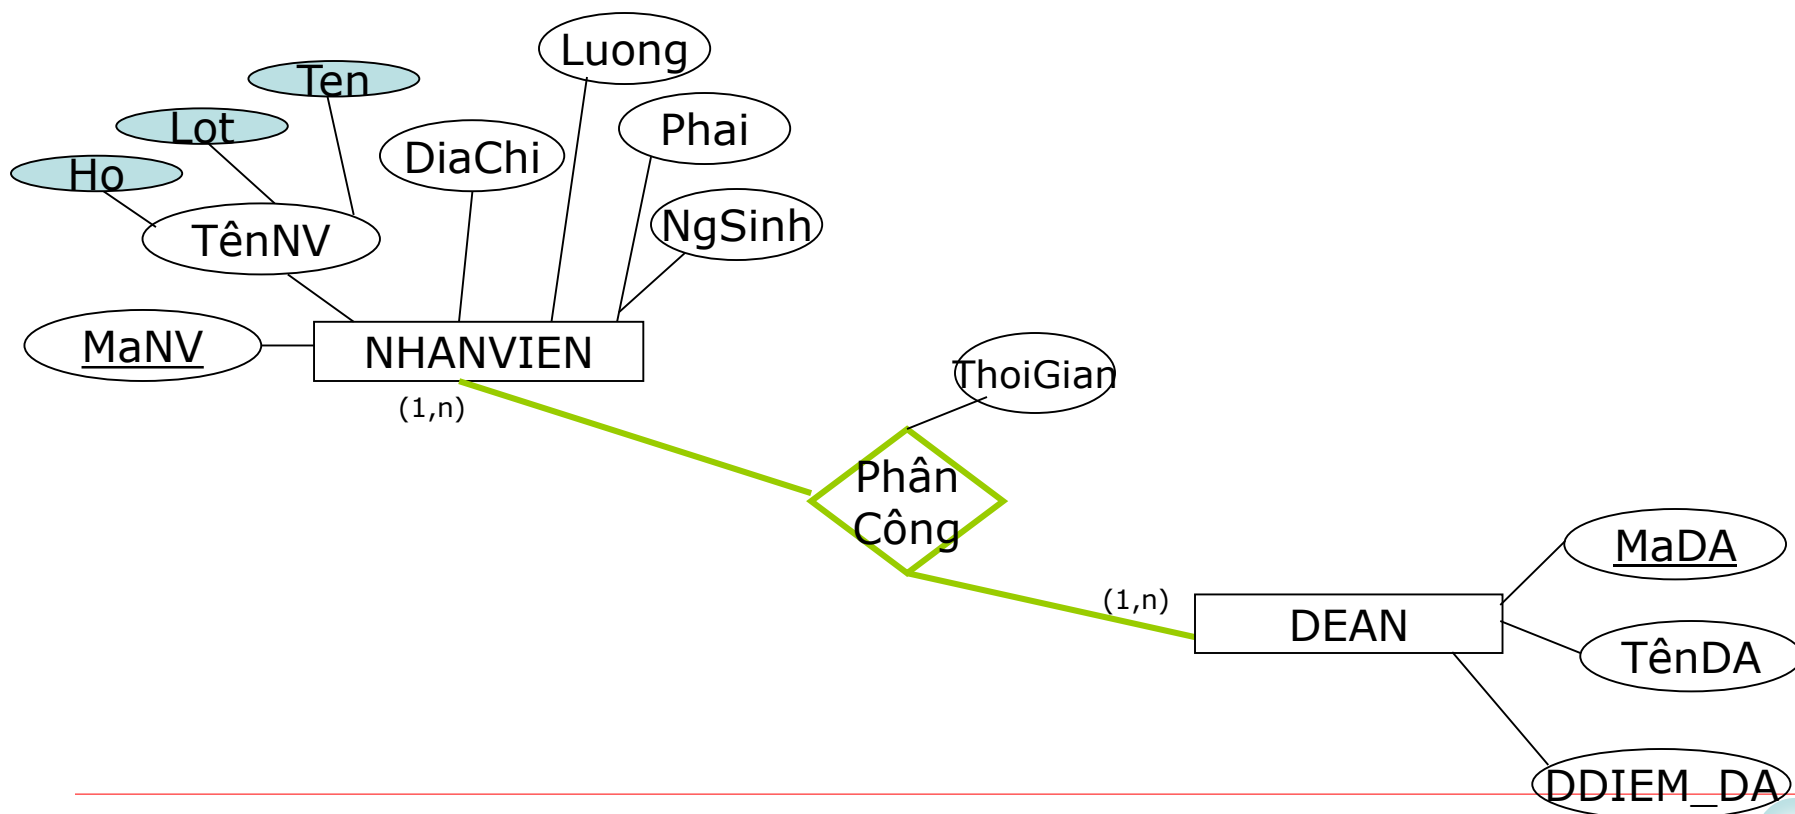 Luong
Ten
Lot
Phai
DiaChi
Ho
NgSinh
TênNV
MaNV
NHANVIEN
ThoiGian
(1,n)
Phân
Công
MaDA
(1,n)
DEAN
TênDA
DDIEM_DA